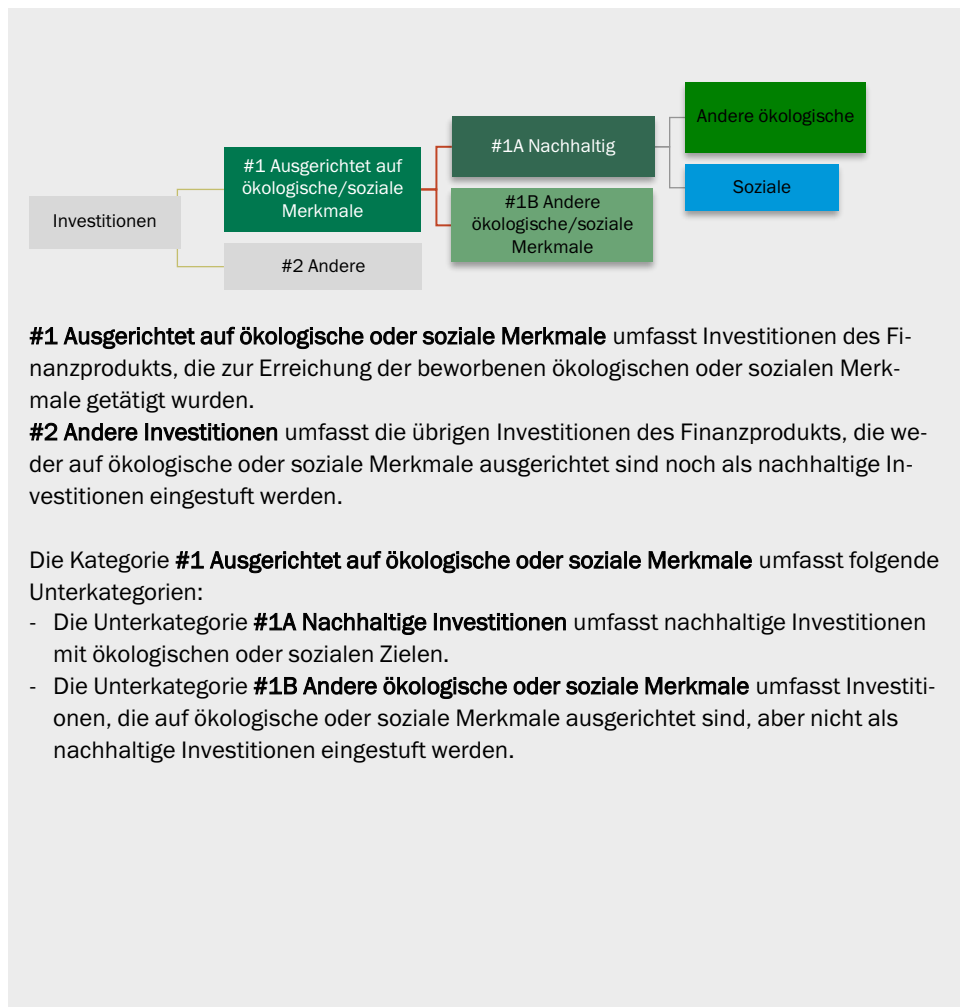 Andere ökologische
#1A Nachhaltig
#1 Ausgerichtet auf
ökologische/soziale
Merkmale
Soziale
#1B Andere
ökologische/soziale
Merkmale
Investitionen
#2 Andere
#1 Ausgerichtet auf ökologische oder soziale Merkmale umfasst Investitionen des Fi-
nanzprodukts, die zur Erreichung der beworbenen ökologischen oder sozialen Merk-
male getätigt wurden.
#2 Andere Investitionen umfasst die übrigen Investitionen des Finanzprodukts, die we-
der auf ökologische oder soziale Merkmale ausgerichtet sind noch als nachhaltige In-
vestitionen eingestuft werden.
Die Kategorie #1 Ausgerichtet auf ökologische oder soziale Merkmale umfasst folgende
Unterkategorien:
- Die Unterkategorie #1A Nachhaltige Investitionen umfasst nachhaltige Investitionen
mit ökologischen oder sozialen Zielen.
- Die Unterkategorie #1B Andere ökologische oder soziale Merkmale umfasst Investiti-
onen, die auf ökologische oder soziale Merkmale ausgerichtet sind, aber nicht als
nachhaltige Investitionen eingestuft werden.